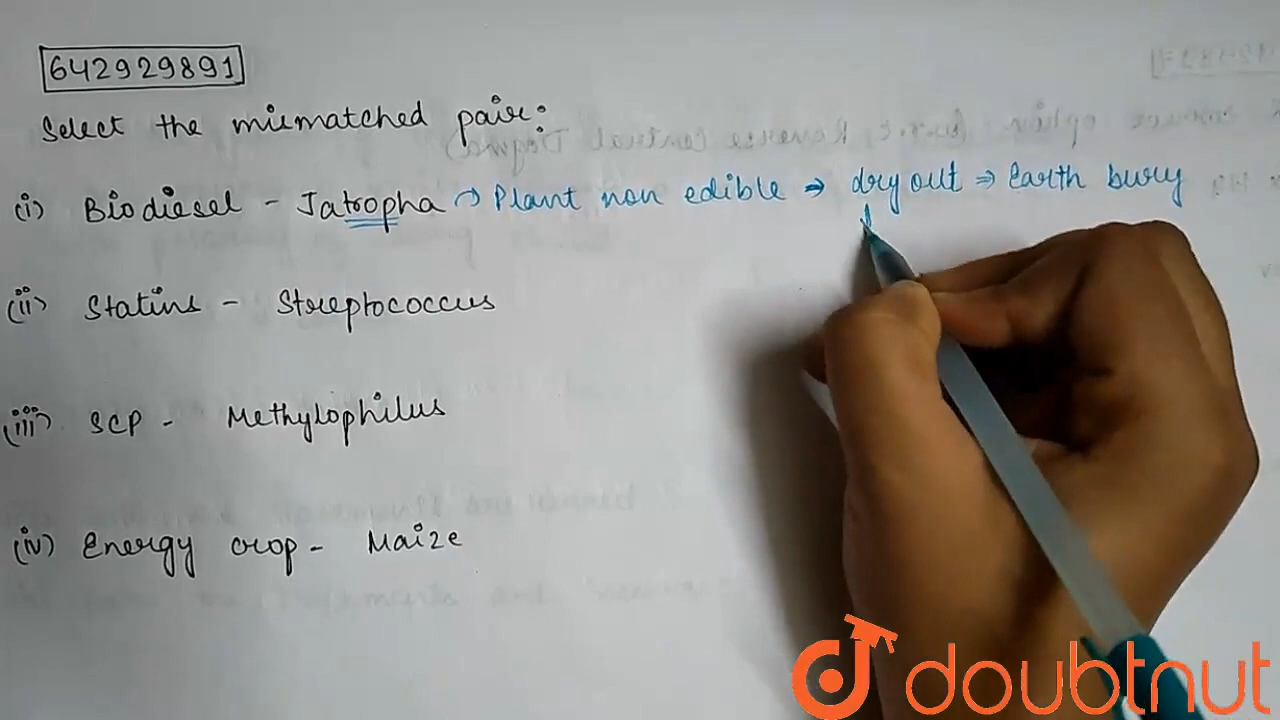 642929891
Select the mismatched pair:
(i) Biodiesel - Jatropha → Plant non edible ⇒ dry out ⇒ Earth bury
(ii) Statins - Streptococcus
(iii) SCP - Methylophilus
(iv) Energy crop - Maize
doubtnut